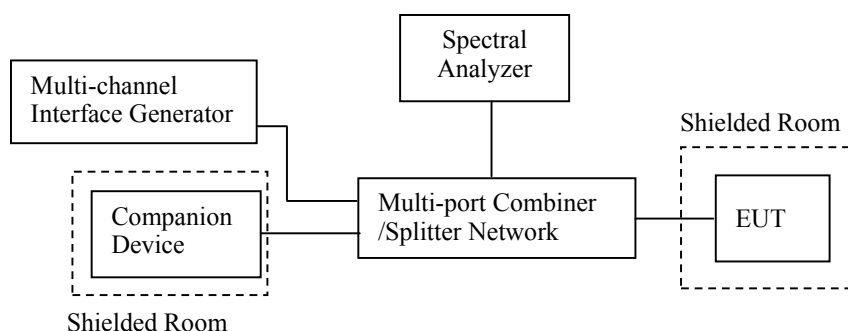 Spectral
Analyzer
Multi-channel
Interface Generator
Shielded Room
Companion
Device
Multi-port Combiner
/Splitter Network
EUT
Shielded Room